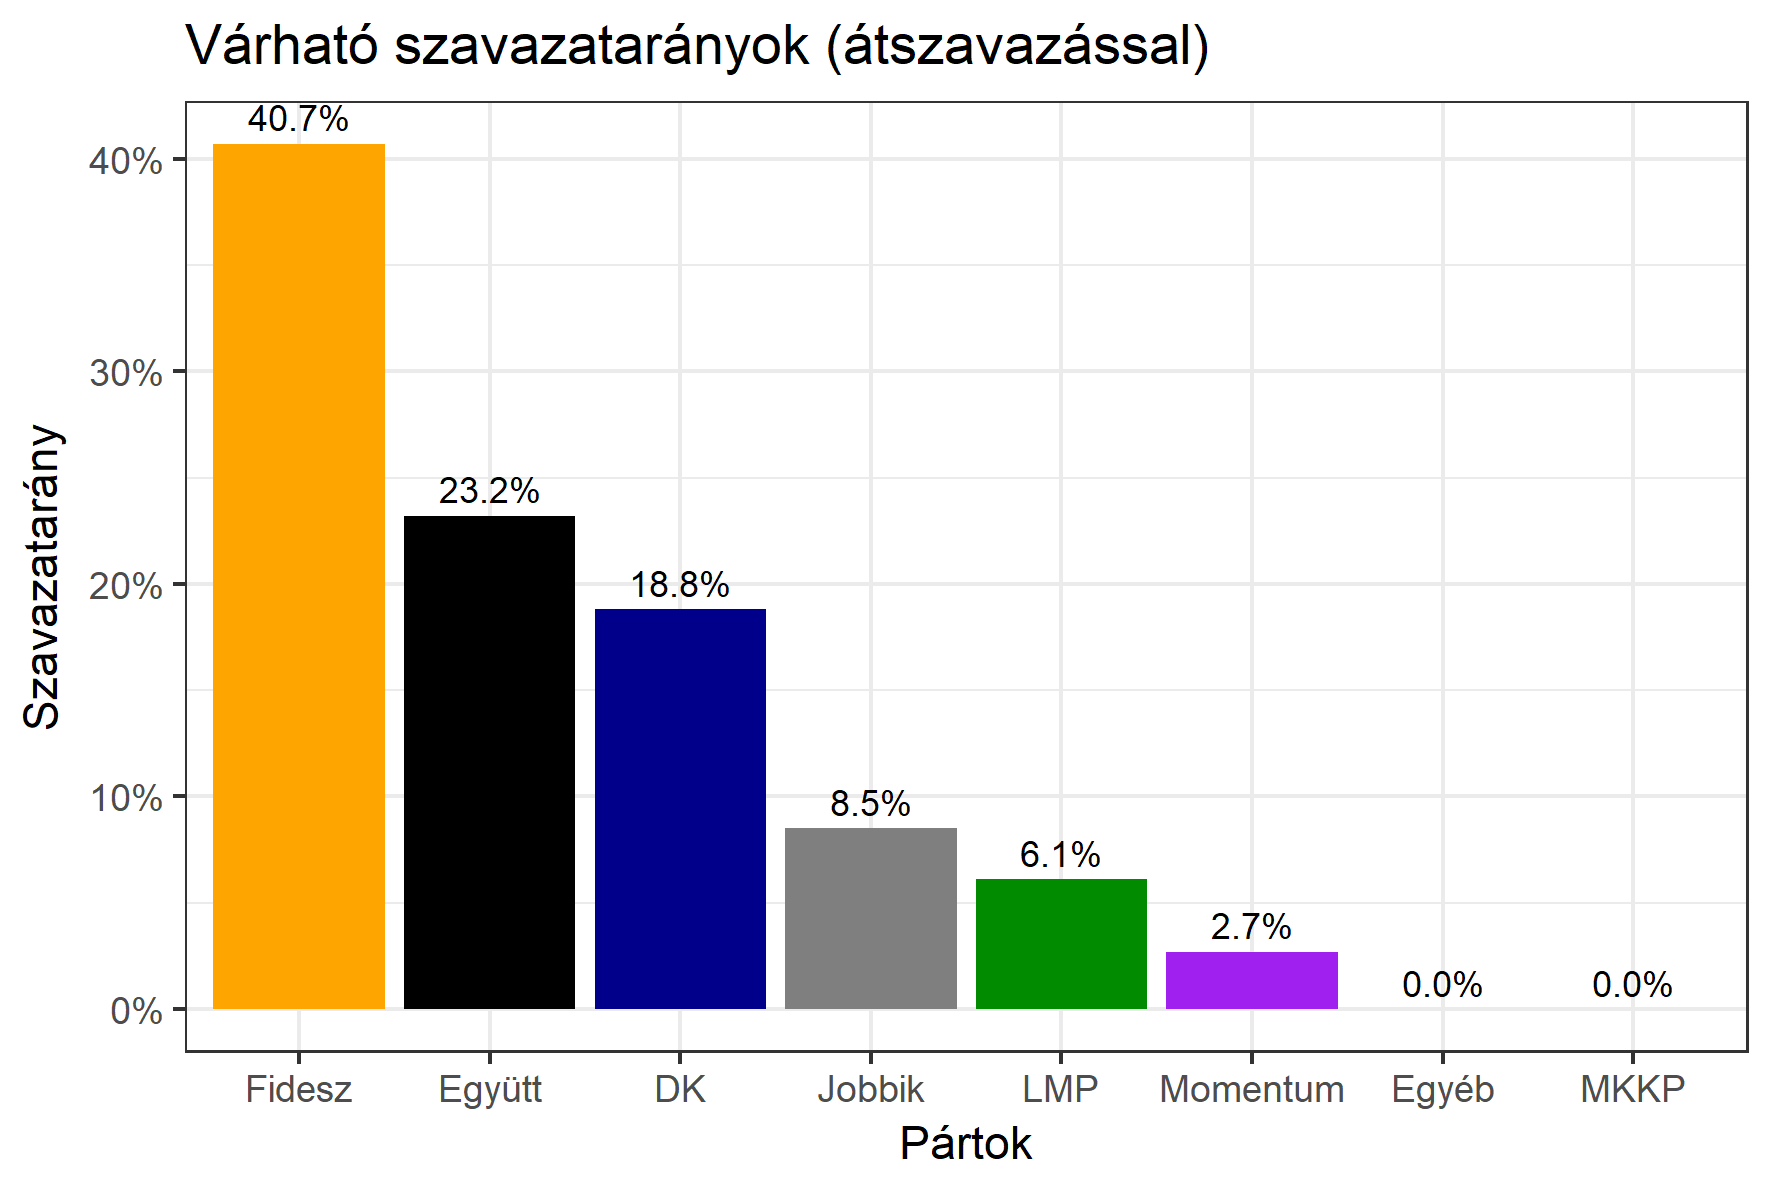 Várható szavazatarányok (átszavazással)
40.7%
23.2%
18.8%
8.5%
6.1%
2.7%
0.0%
0.0%
40%
30%
20%
10%
0%
Szavazatarány
Fidesz
Együtt
DK
Jobbik
LMP
Momentum
Egyéb
MKKP
Pártok